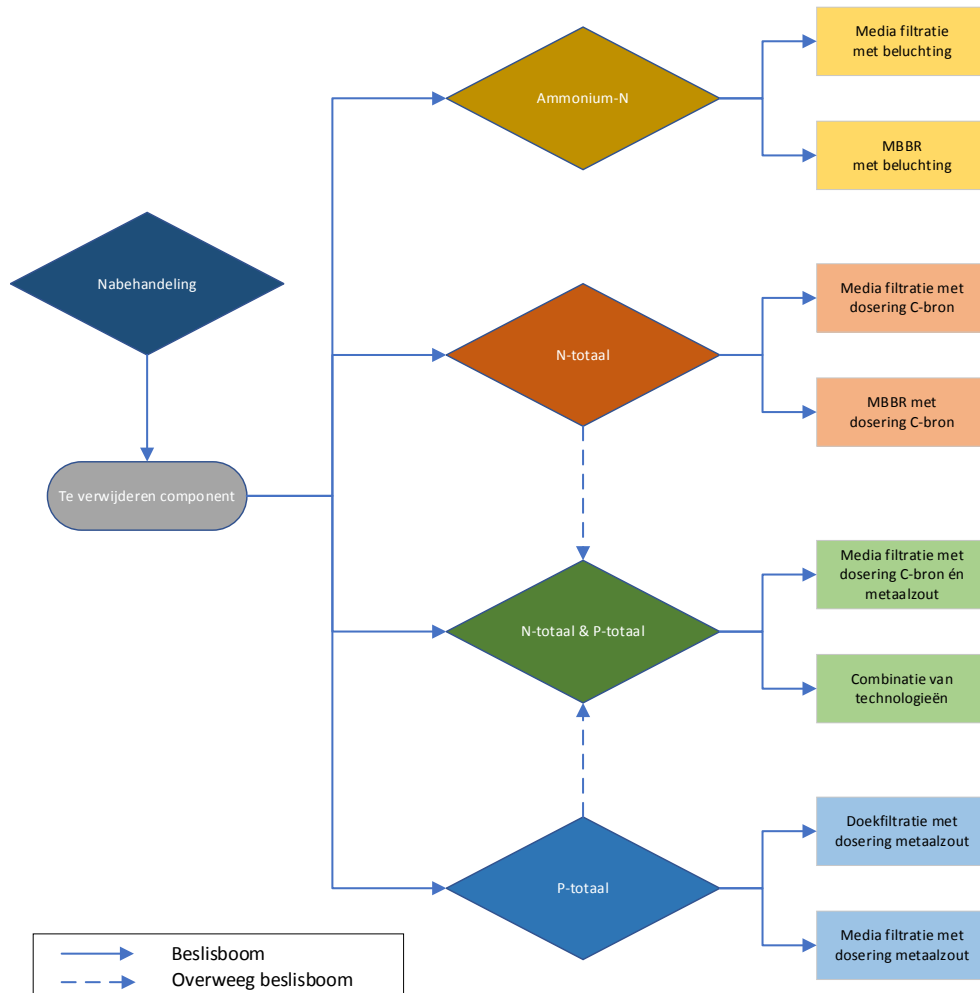 Media filtratie
met beluchting
Ammonium-N
MBBR
met beluchting
Nabehandeling
Media filtratie met
dosering C-bron
N-totaal
MBBR met
dosering C-bron
Te verwijderen component
Media filtratie met
dosering C-bron én
metaalzout
N-totaal & P-totaal
Combinatie van
technologieën
Doekfiltratie met
dosering metaalzout
P-totaal
Media filtratie met
dosering metaalzout
Beslisboom
Overweeg beslisboom